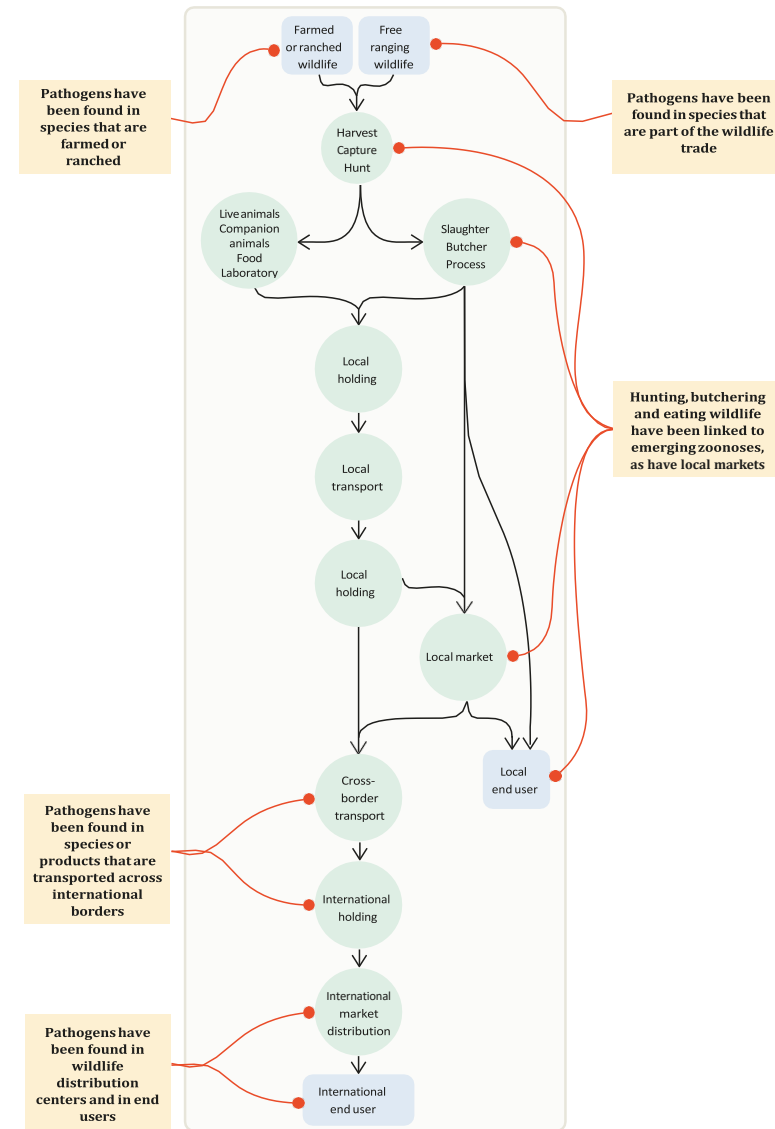 Farmed
or ranched
wildlife
Free
ranging
wildlife
Pathogens have
been found in
species that are
farmed or
ranched
Pathogens have been
found in species that
are part of the wildlife
trade
Harvest
Capture
Hunt
Live animals
Companion
animals
Food
Laboratory
Slaughter
Butcher
Process
Local
holding
Hunting, butchering
and eating wildlife
have been linked to
emerging zoonoses,
as have local markets
Local
transport
Local
holding
Local market
Local
end user
Cross-
border
transport
Pathogens have
been found in
species or
products that are
transported across
international
borders
International
holding
International
market
distribution
Pathogens have
been found in
wildlife
distribution
centers and in end
users
International
end user